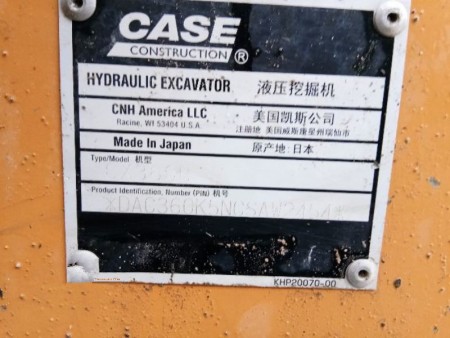 CASE
CONSTRUCTION ®
HYDRAULIC EXCAVATOR 液压挖掘机
CNH America LLC 美国凯斯公司
Racine, WI 53404 U.S.A 注册地 美国威斯康星州瑞仙市
Made In Japan 原产地:日本
Type/Model 机型
Product Identification, Number (PIN) 机号
KHP20070-00